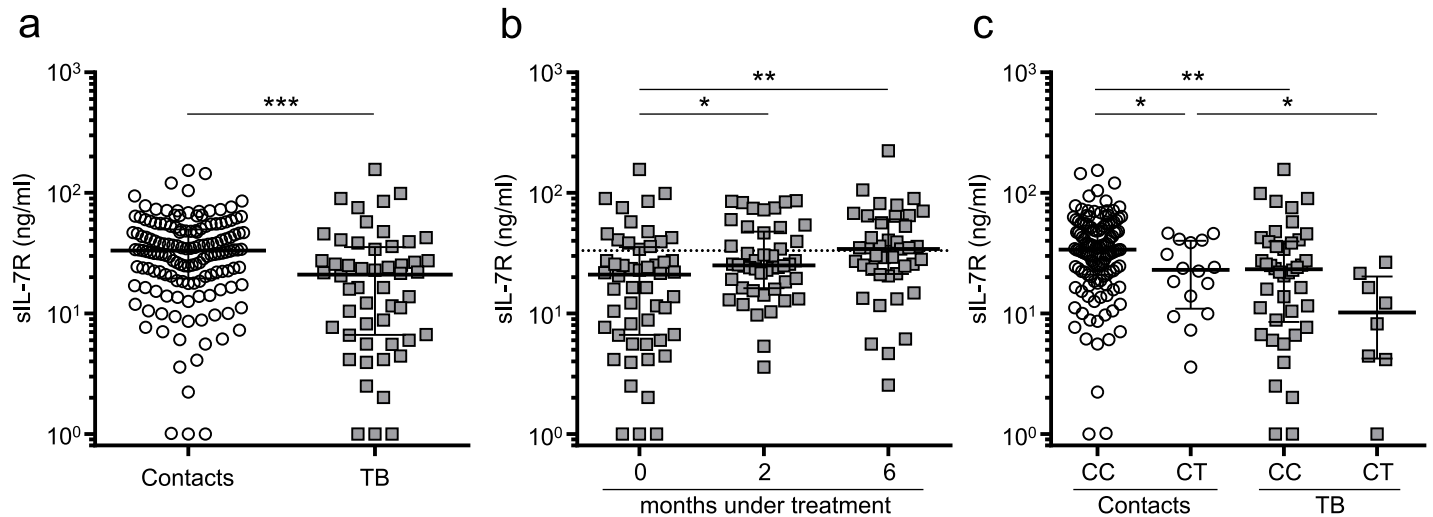 a
sIL-7R (ng/ml)
10³
10²
10¹
10⁰
***
Contacts TB
b
sIL-7R (ng/ml)
10³
10²
10¹
10⁰
**
*
0 2 6
months under treatment
c
sIL-7R (ng/ml)
10³
10²
10¹
10⁰
**
* *
CC CT CC CT
Contacts TB